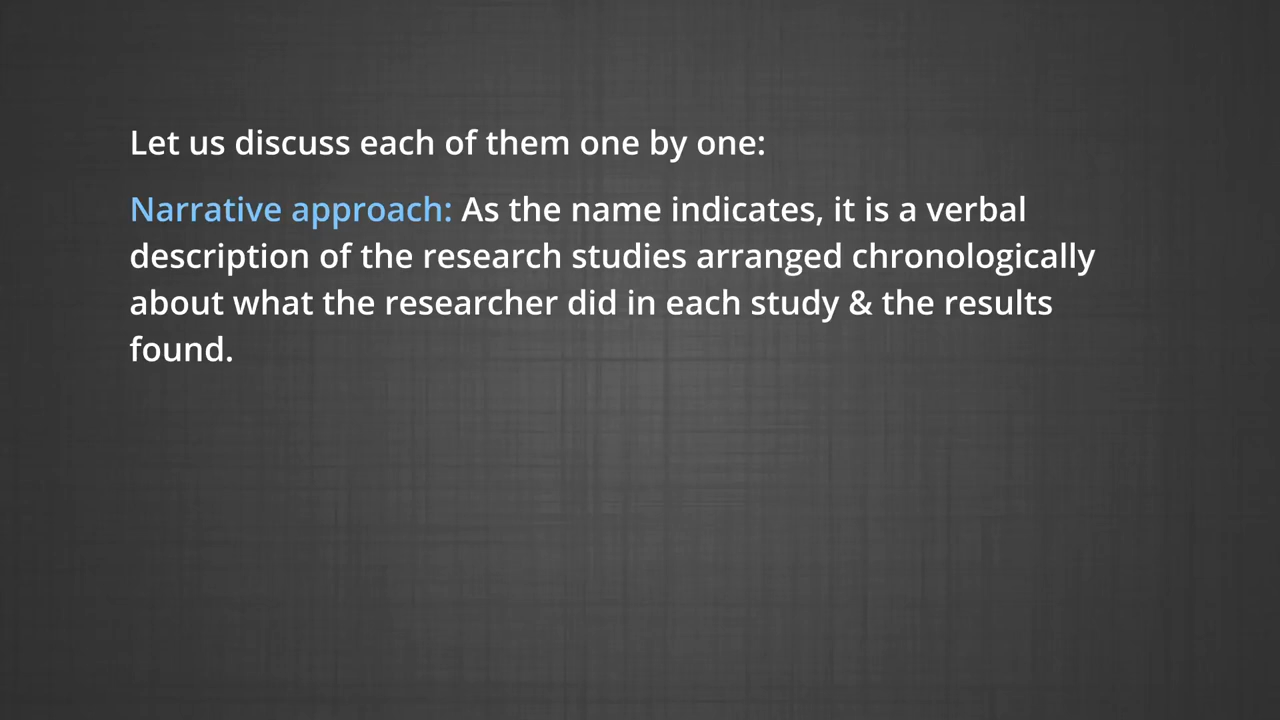 Let us discuss each of them one by one:
Narrative approach: As the name indicates, it is a verbal
description of the research studies arranged chronologically
about what the researcher did in each study & the results
found.